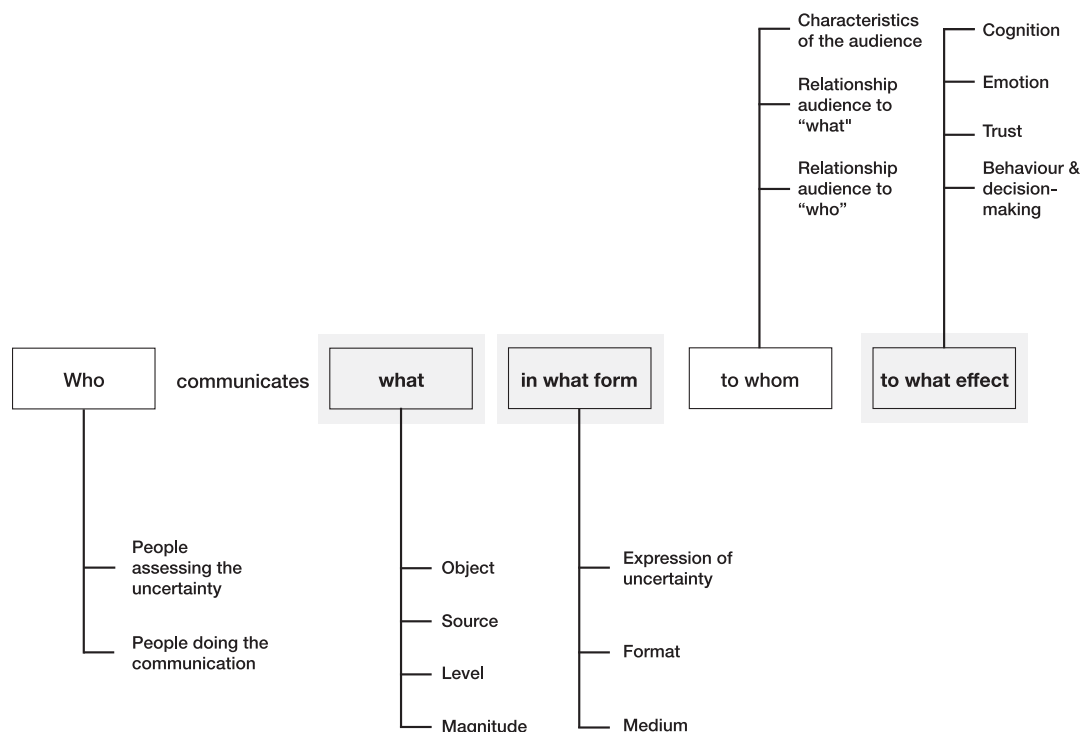 Characteristics
of the audience
Relationship
audience to
“what"
Relationship
audience to
“who”
Cognition
Emotion
Trust
Behaviour &
decision-
making
Who
communicates
what
in what form
to whom
to what effect
People
assessing the
uncertainty
People doing the
communication
Object
Source
Level
Magnitude
Expression of
uncertainty
Format
Medium